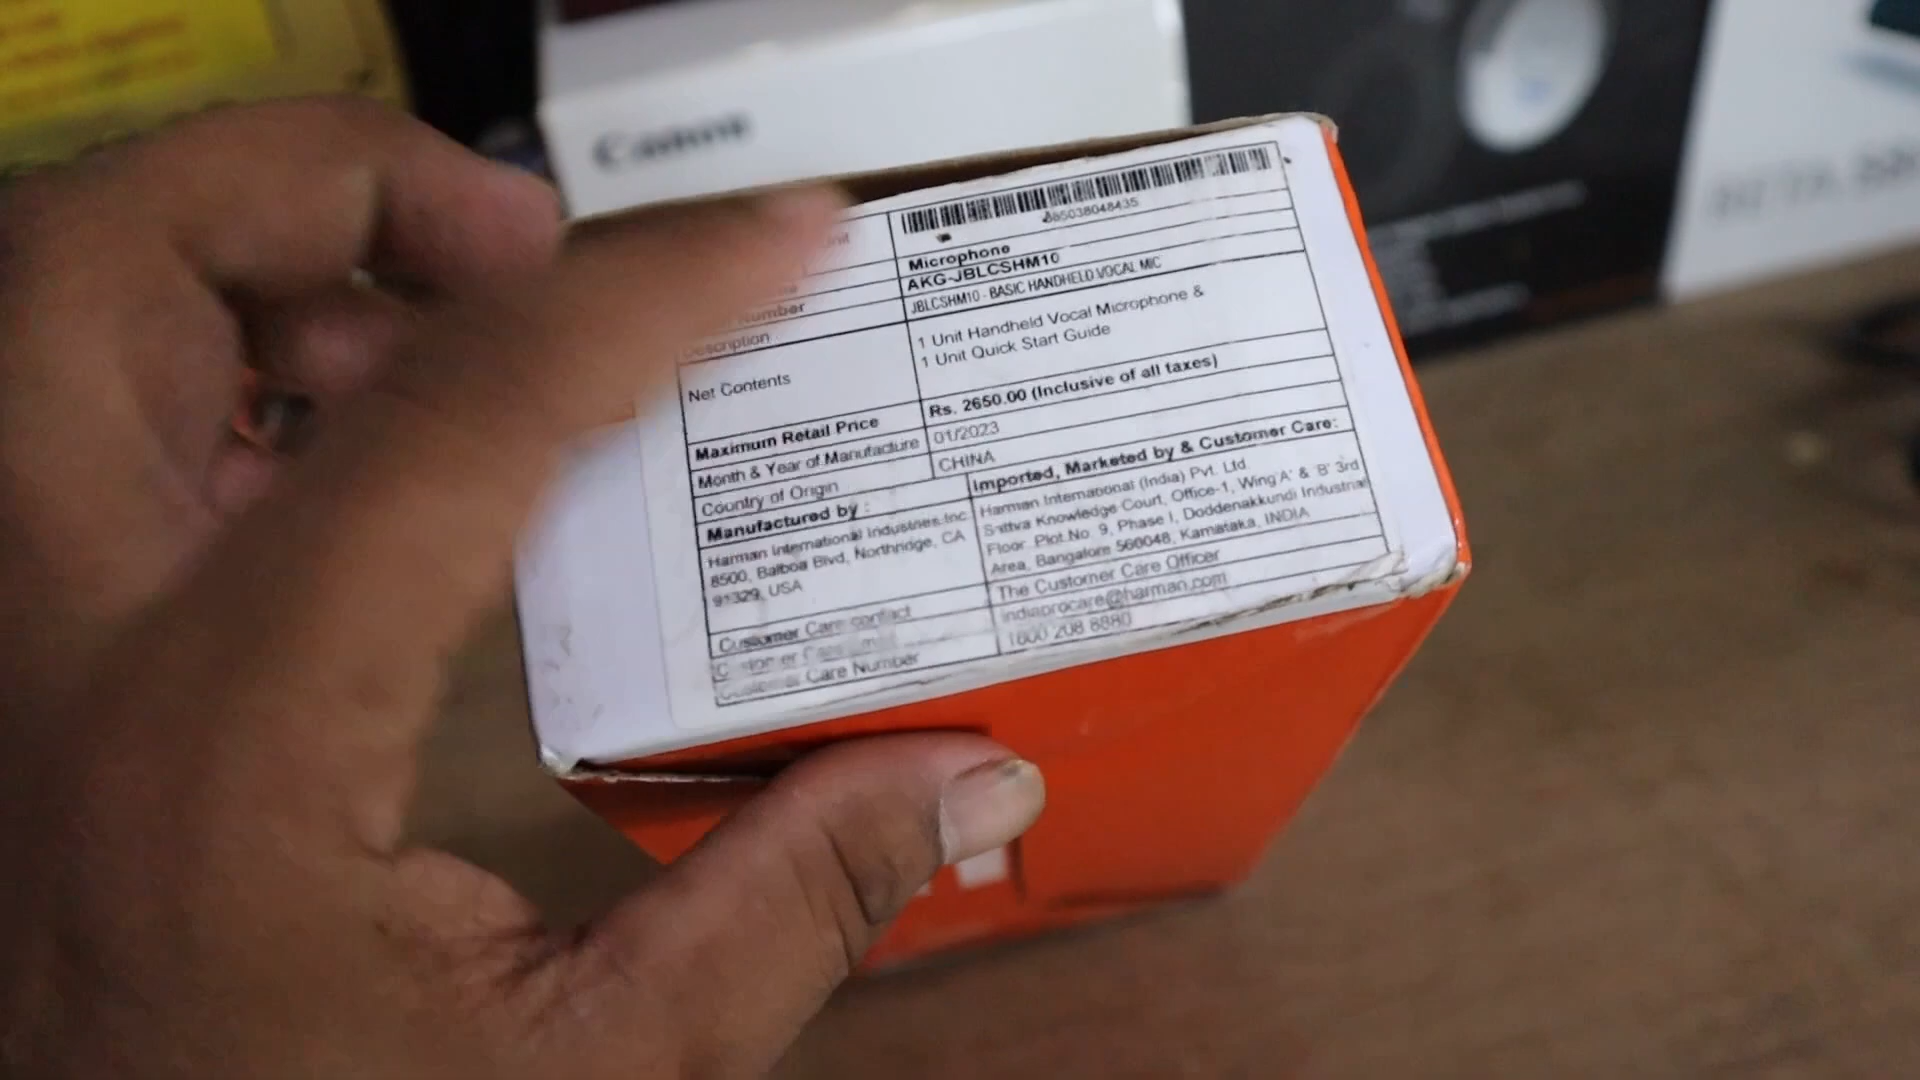 Canon
885038048435
Microphone
AKG-JBLCSHM10
Number
JBLCSHM10 - BASIC HANDHELD VOCAL MIC
Description
1 Unit Handheld Vocal Microphone &
1 Unit Quick Start Guide
Net Contents
Maximum Retail Price
Rs. 2650.00 (Inclusive of all taxes)
Month & Year of Manufacture
01/2023
Country of Origin
CHINA
Manufactured by :
Imported, Marketed by & Customer Care:
Harman International Industries Inc
8500, Balboa Blvd, Northridge, CA
91329, USA
Harman International (India) Pvt. Ltd.
Sattva Knowledge Court, Office-1, Wing'A' & 'B' 3rd
Floor. Plot.No. 9, Phase I, Doddenakkundi Industrial
Area, Bangalore 560048, Karnataka, INDIA
Customer Care contact
The Customer Care Officer
Customer Care Email
indiaprocare@harman.com
Customer Care Number
1800 208 8880